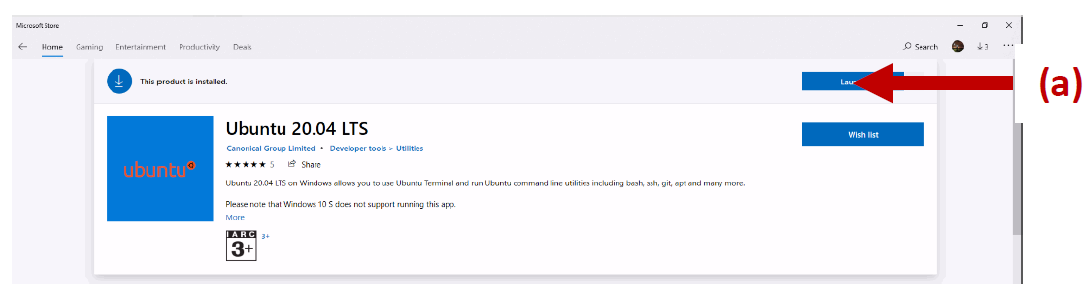 Microsoft Store
Home Gaming Entertainment Productivity Deals
Search
3
(a)
This product is installed.
Ubuntu 20.04 LTS
Canonical Group Limited • Developer tools > Utilities
Wish list
ubuntu
★★★★★ 5 Share
Ubuntu 20.04 LTS on Windows allows you to use Ubuntu Terminal and run Ubuntu command line utilities including bash, ssh, git, apt and many more.
Please note that Windows 10 S does not support running this app.
More
IARC
3+
3+